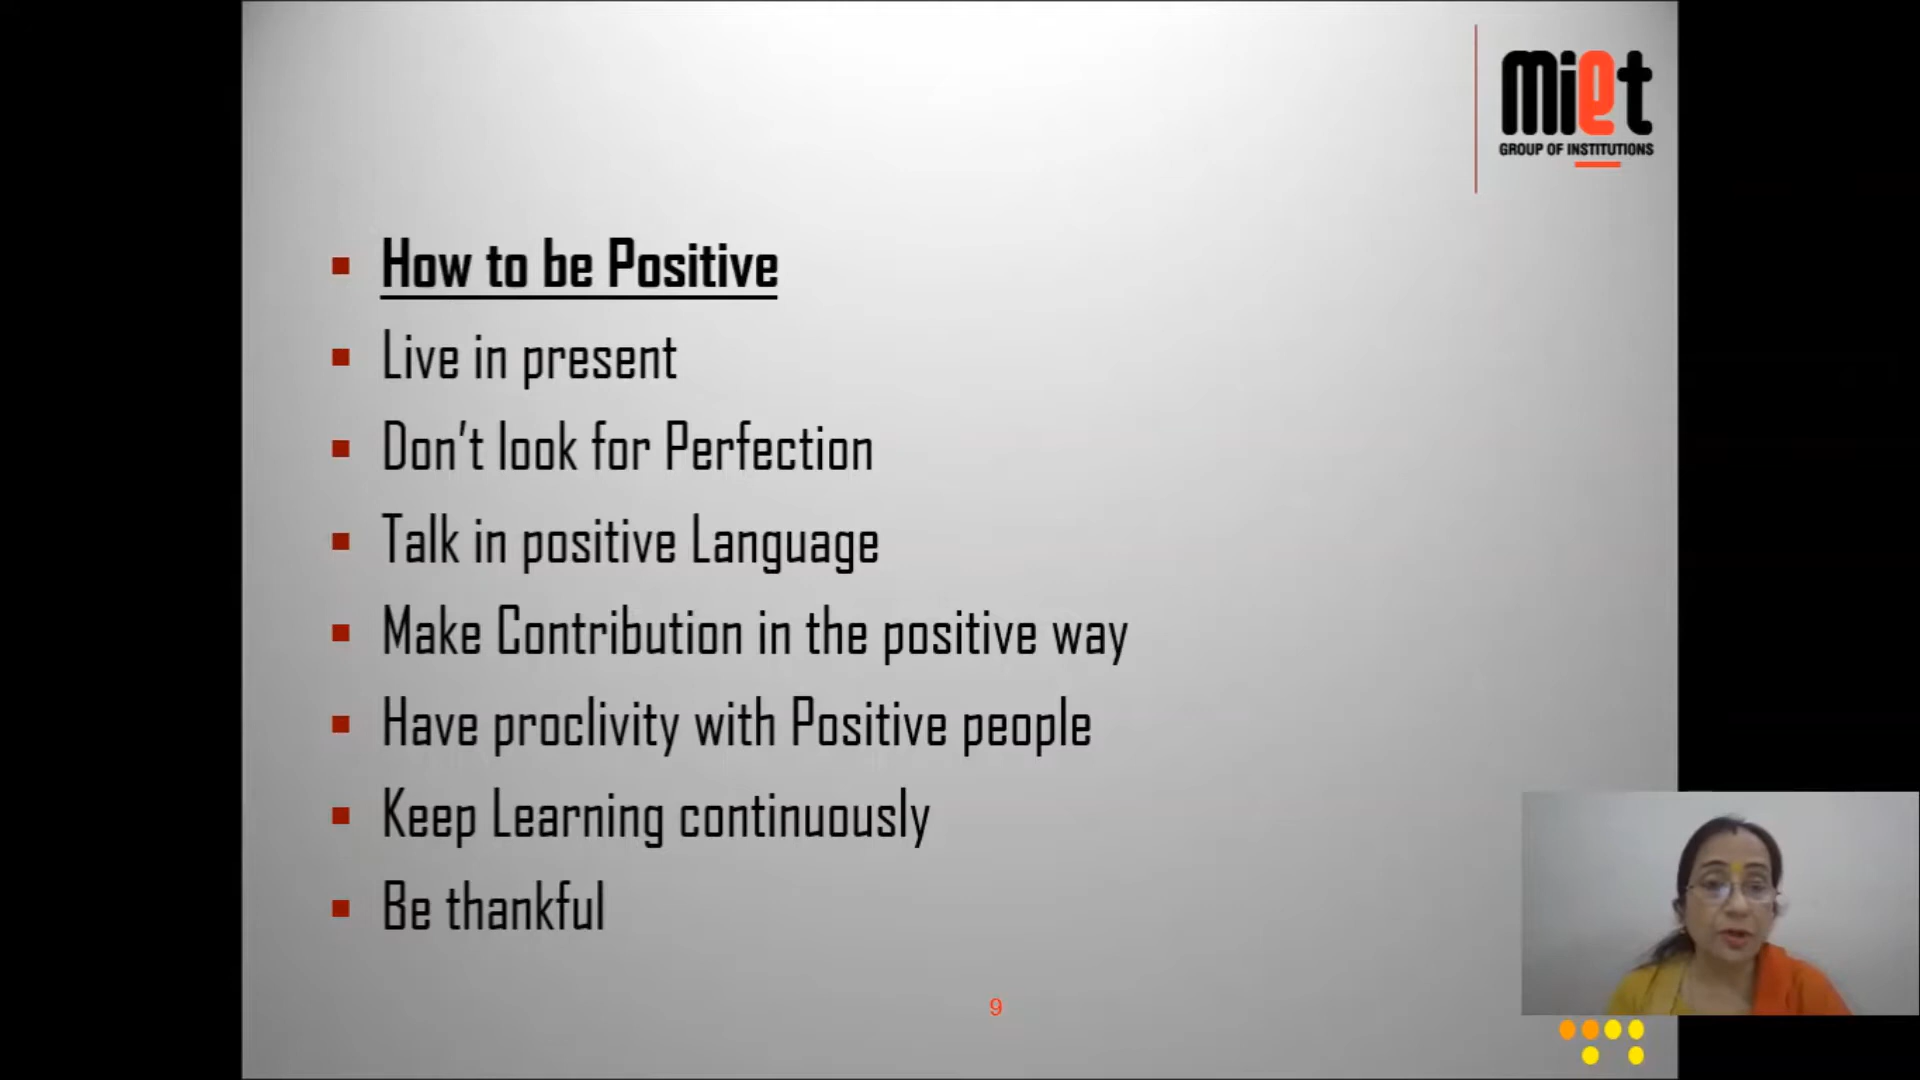 miet
GROUP OF INSTITUTIONS
How to be Positive
Live in present
Don't look for Perfection
Talk in positive Language
Make Contribution in the positive way
Have proclivity with Positive people
Keep Learning continuously
Be thankful
9